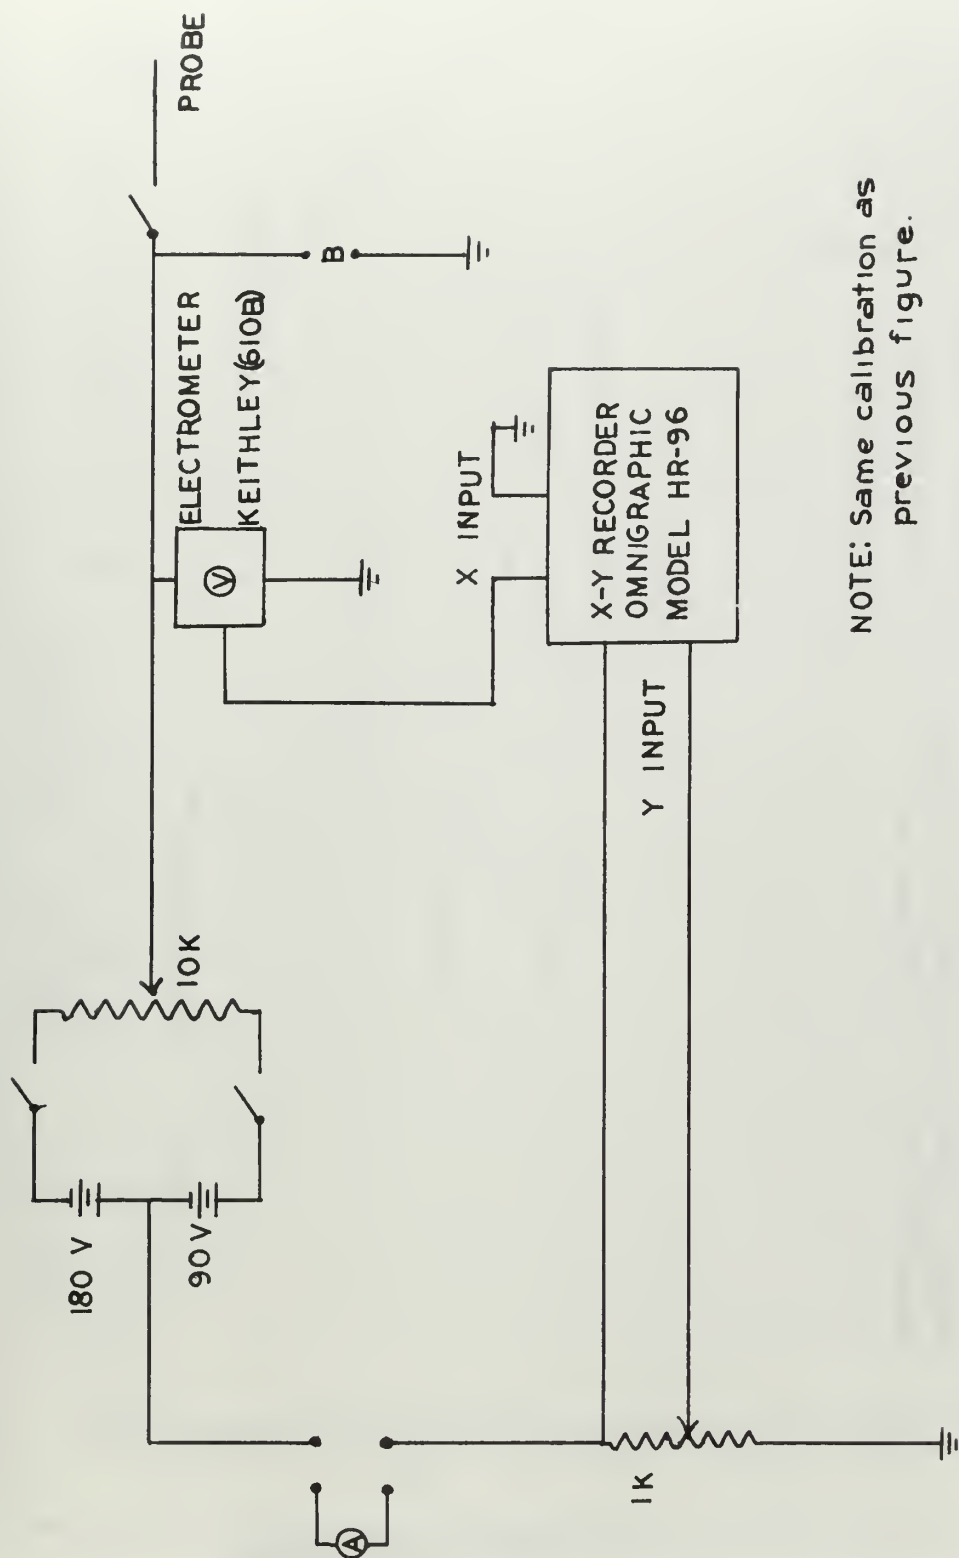 180 V
90 V
10K
ELECTROMETER
KEITHLEY(610B)
V
PROBE
B
X INPUT
X-Y RECORDER
OMNIGRAPHIC
MODEL HR-96
Y INPUT
A
1K
NOTE: Same calibration as
previous figure.